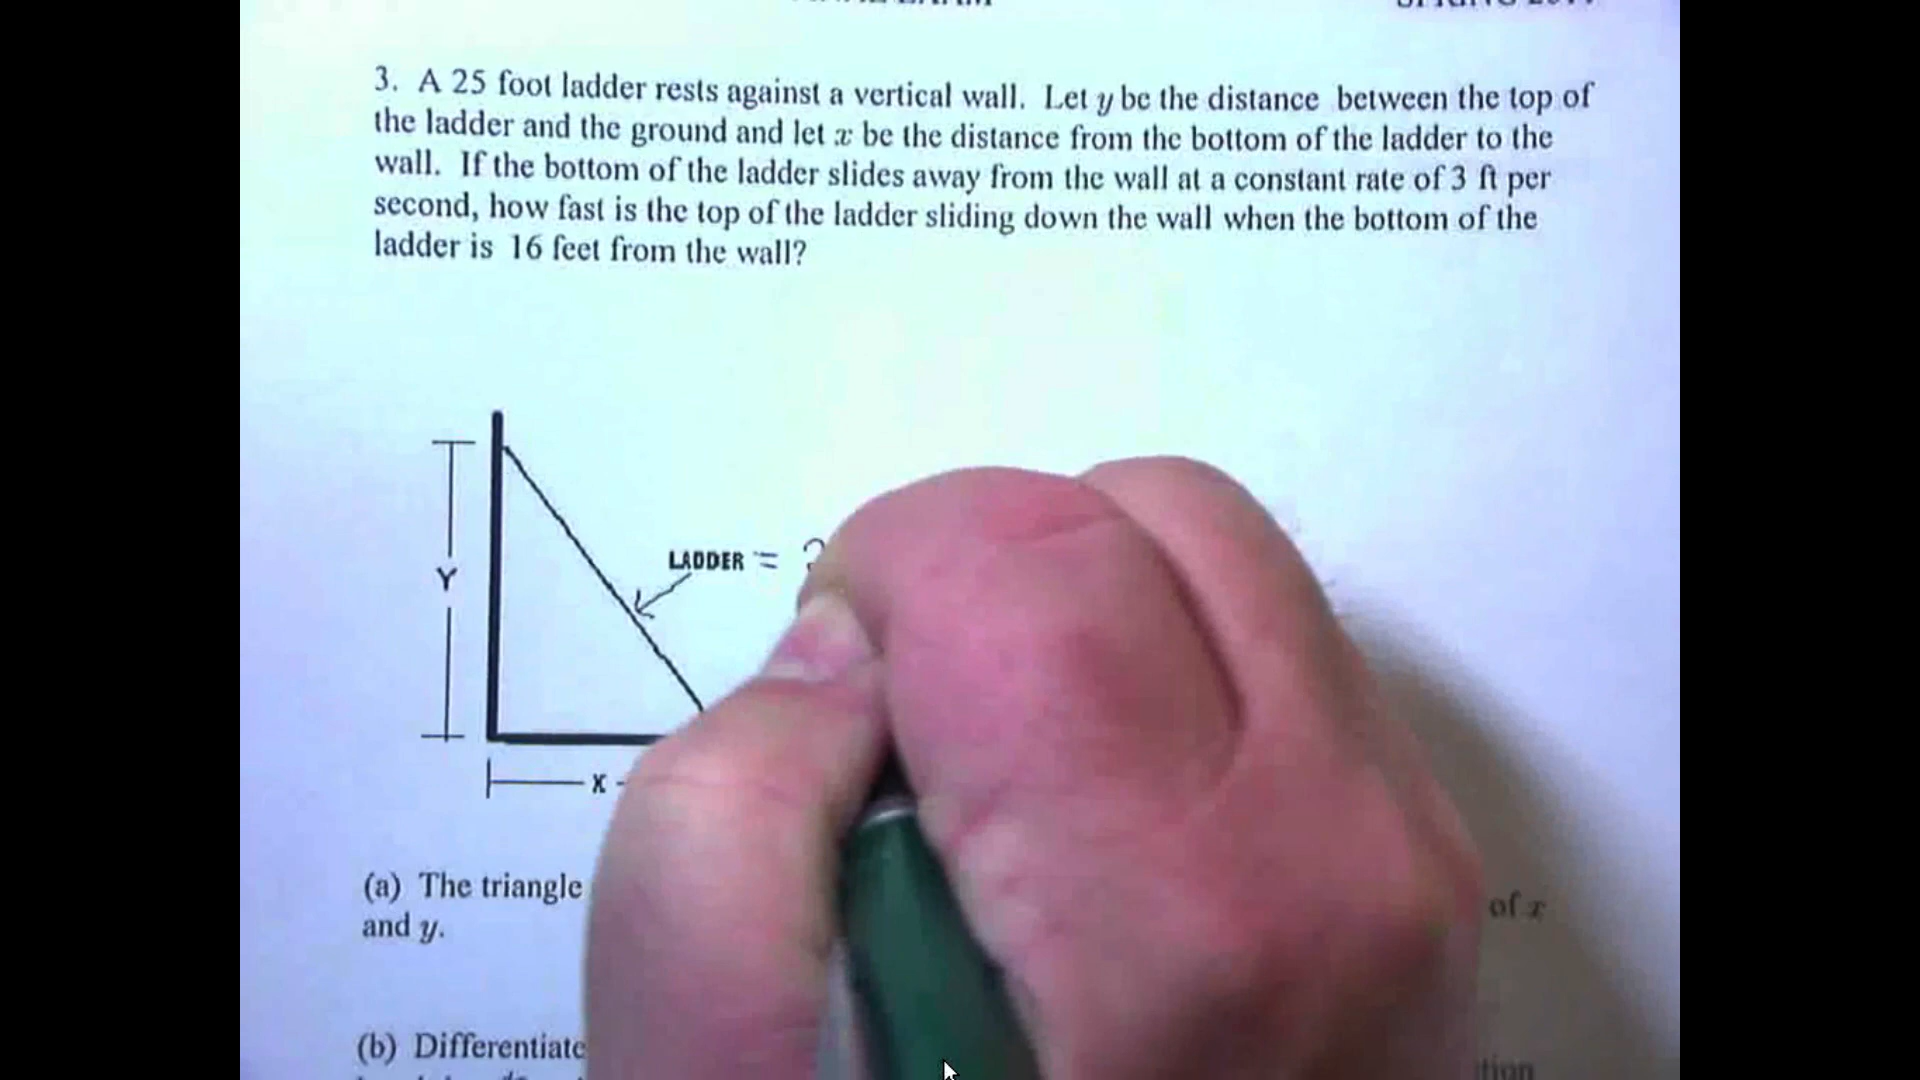 3. A 25 foot ladder rests against a vertical wall. Let y be the distance between the top of
the ladder and the ground and let x be the distance from the bottom of the ladder to the
wall. If the bottom of the ladder slides away from the wall at a constant rate of 3 ft per
second, how fast is the top of the ladder sliding down the wall when the bottom of the
ladder is 16 feet from the wall?
LADDER =
Y
X
(a) The triangle of x
and y.
(b) Differentiate